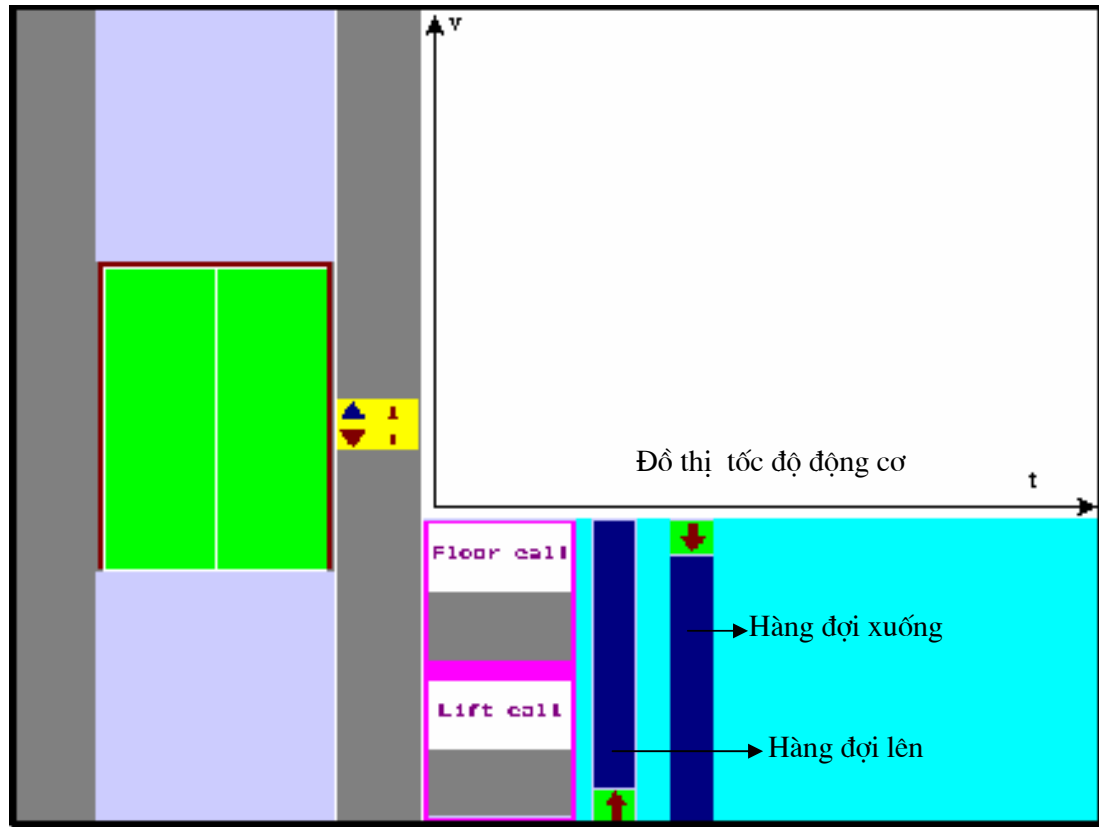 v
Đồ thị tốc độ động cơ
t
Floor call
Hàng đợi xuống
Lift call
Hàng đợi lên